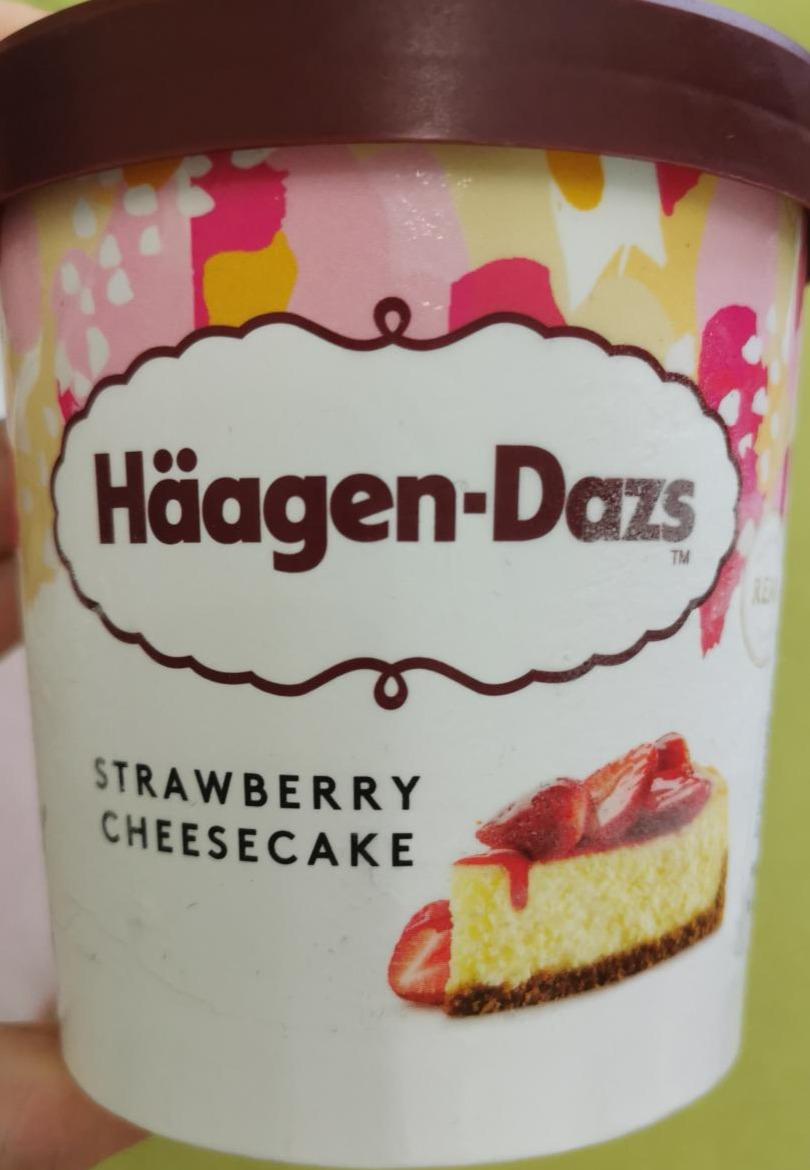 Häagen-Dazs
TM
STRAWBERRY
CHEESECAKE